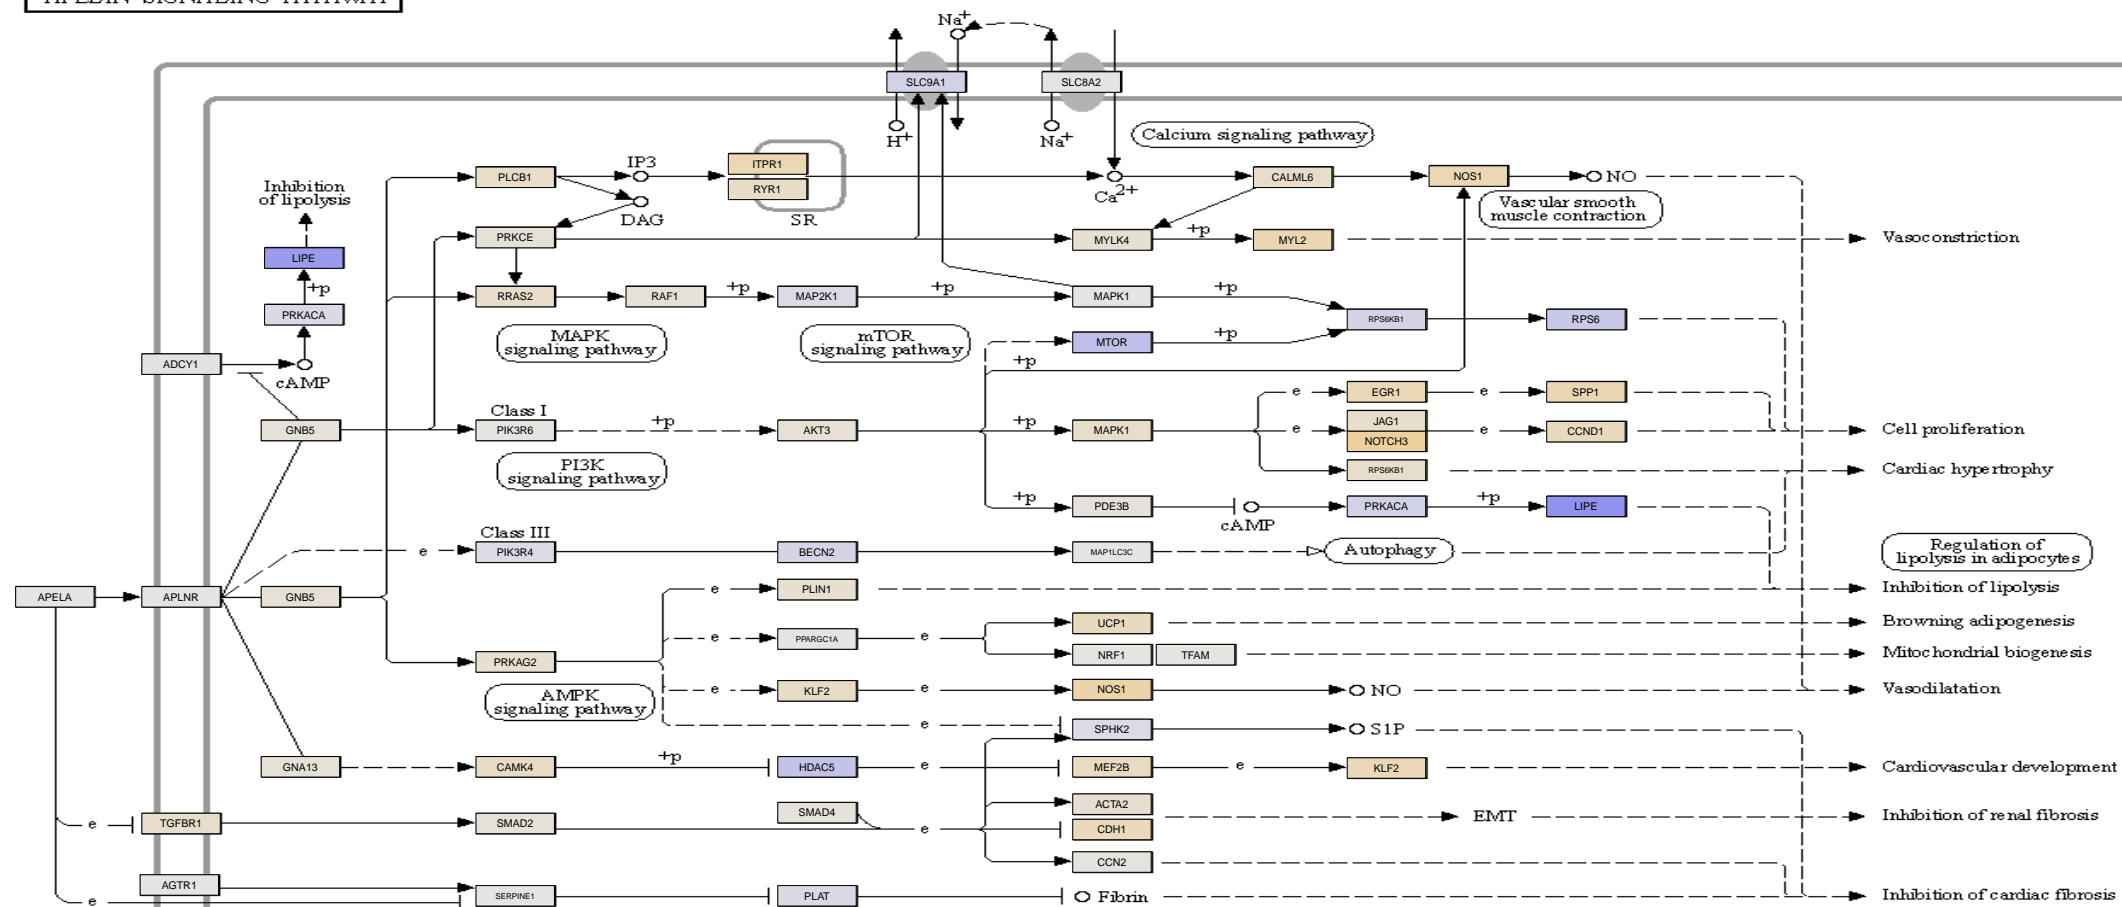 APELIN SIGNALING PATHWAY
Na+
SLC9A1
SLC8A2
H+
Na+
Calcium signaling pathway
Inhibition
of lipolysis
PLCB1
IP3
ITPR1
RYR1
SR
Ca2+
CALML6
NOS1
NO
DAG
Vascular smooth
muscle contraction
PRKCE
MYLK4
+p
MYL2
Vasoconstriction
LIPE
+p
PRKACA
RRAS2
RAF1
+p
MAP2K1
+p
MAPK1
+p
RPS6KB1
RPS6
MAPK
signaling pathway
mTOR
signaling pathway
MTOR
+p
ADCY1
cAMP
+p
EGR1
e
e
SPP1
Class I
GNB5
PIK3R6
+p
AKT3
+p
MAPK1
e
JAG1
NOTCH3
e
CCND1
Cell proliferation
PI3K
signaling pathway
RPS6KB1
Cardiac hypertrophy
+p
PDE3B
cAMP
PRKACA
+p
LIPE
Class III
e
PIK3R4
BECN2
MAP1LC3C
Autophagy
Regulation of
lipolysis in adipocytes
APELA
APLNR
GNB5
e
PLIN1
Inhibition of lipolysis
UCP1
Browning adipogenesis
e
PPARGC1A
e
NRF1
TFAM
Mitochondrial biogenesis
PRKAG2
e
KLF2
e
NOS1
NO
Vasodilatation
AMPK
signaling pathway
e
SPHK2
S1P
GNA13
CAMK4
+p
HDAC5
e
MEF2B
e
KLF2
Cardiovascular development
e
TGFBR1
SMAD2
SMAD4
e
ACTA2
CDH1
EMT
Inhibition of renal fibrosis
CCN2
AGTR1
e
SERPINE1
PLAT
Fibrin
Inhibition of cardiac fibrosis